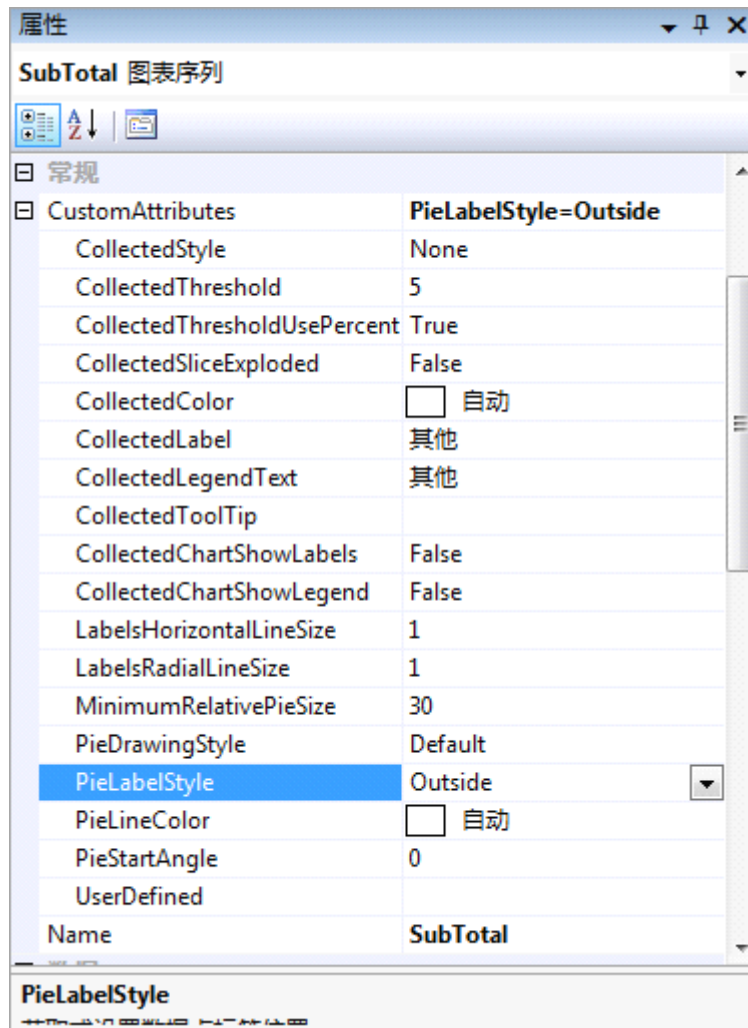 属性
SubTotal 图表序列
常规
CustomAttributes PieLabelStyle=Outside
CollectedStyle None
CollectedThreshold 5
CollectedThresholdUsePercent True
CollectedSliceExploded False
CollectedColor 自动
CollectedLabel 其他
CollectedLegendText 其他
CollectedToolTip
CollectedChartShowLabels False
CollectedChartShowLegend False
LabelsHorizontalLineSize 1
LabelsRadialLineSize 1
MinimumRelativePieSize 30
PieDrawingStyle Default
PieLabelStyle Outside
PieLineColor 自动
PieStartAngle 0
UserDefined
Name SubTotal
PieLabelStyle